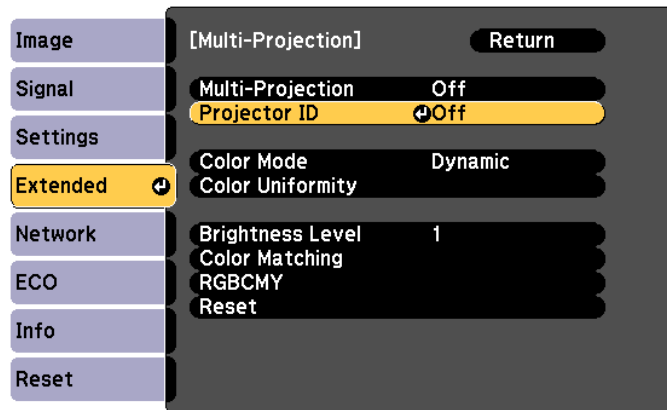 Image
Signal
Settings
Extended
Network
ECO
Info
Reset
[Multi-Projection] Return
Multi-Projection Off
Projector ID Off
Color Mode Dynamic
Color Uniformity
Brightness Level 1
Color Matching
RGBCMY
Reset